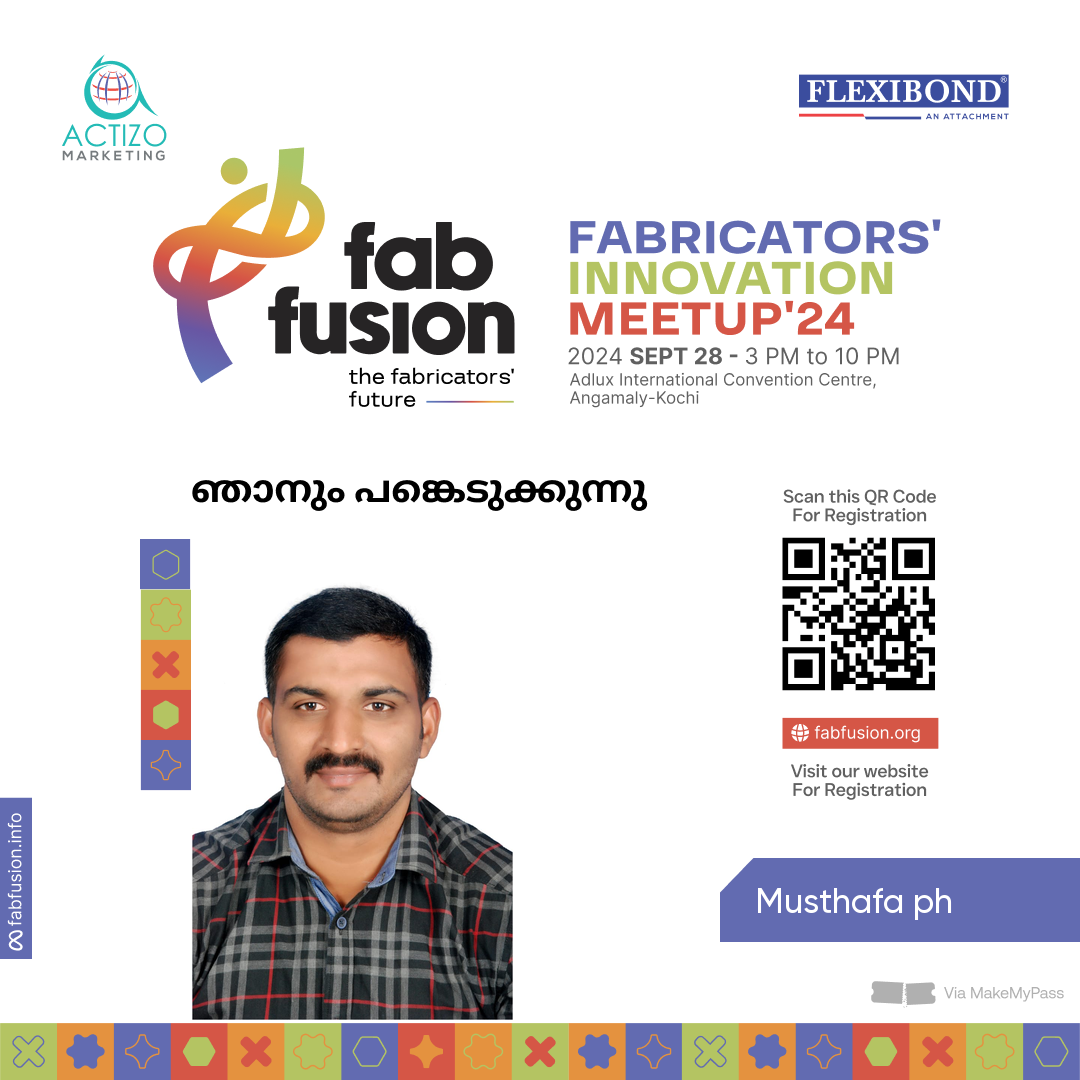 ACTIZO
MARKETING
FLEXIBOND®
AN ATTACHMENT
fab
fusion
the fabricators'
future
FABRICATORS'
INNOVATION
MEETUP'24
2024 SEPT 28 - 3 PM to 10 PM
Adlux International Convention Centre,
Angamaly-Kochi
ഞാനും പങ്കെടുക്കുന്നു
Scan this QR Code
For Registration
fabfusion.org
Visit our website
For Registration
fabfusion.info
Musthafa ph
Via MakeMyPass